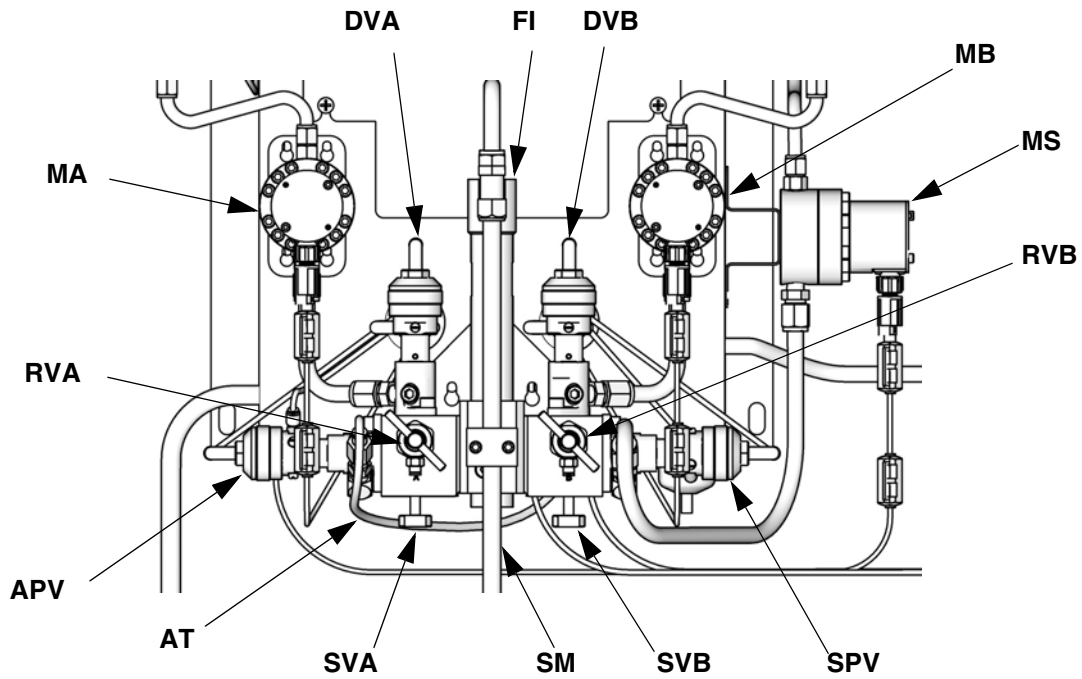 DVA FI DVB
MB
MS
MA
RVB
RVA
APV
AT
SVA SM SVB SPV